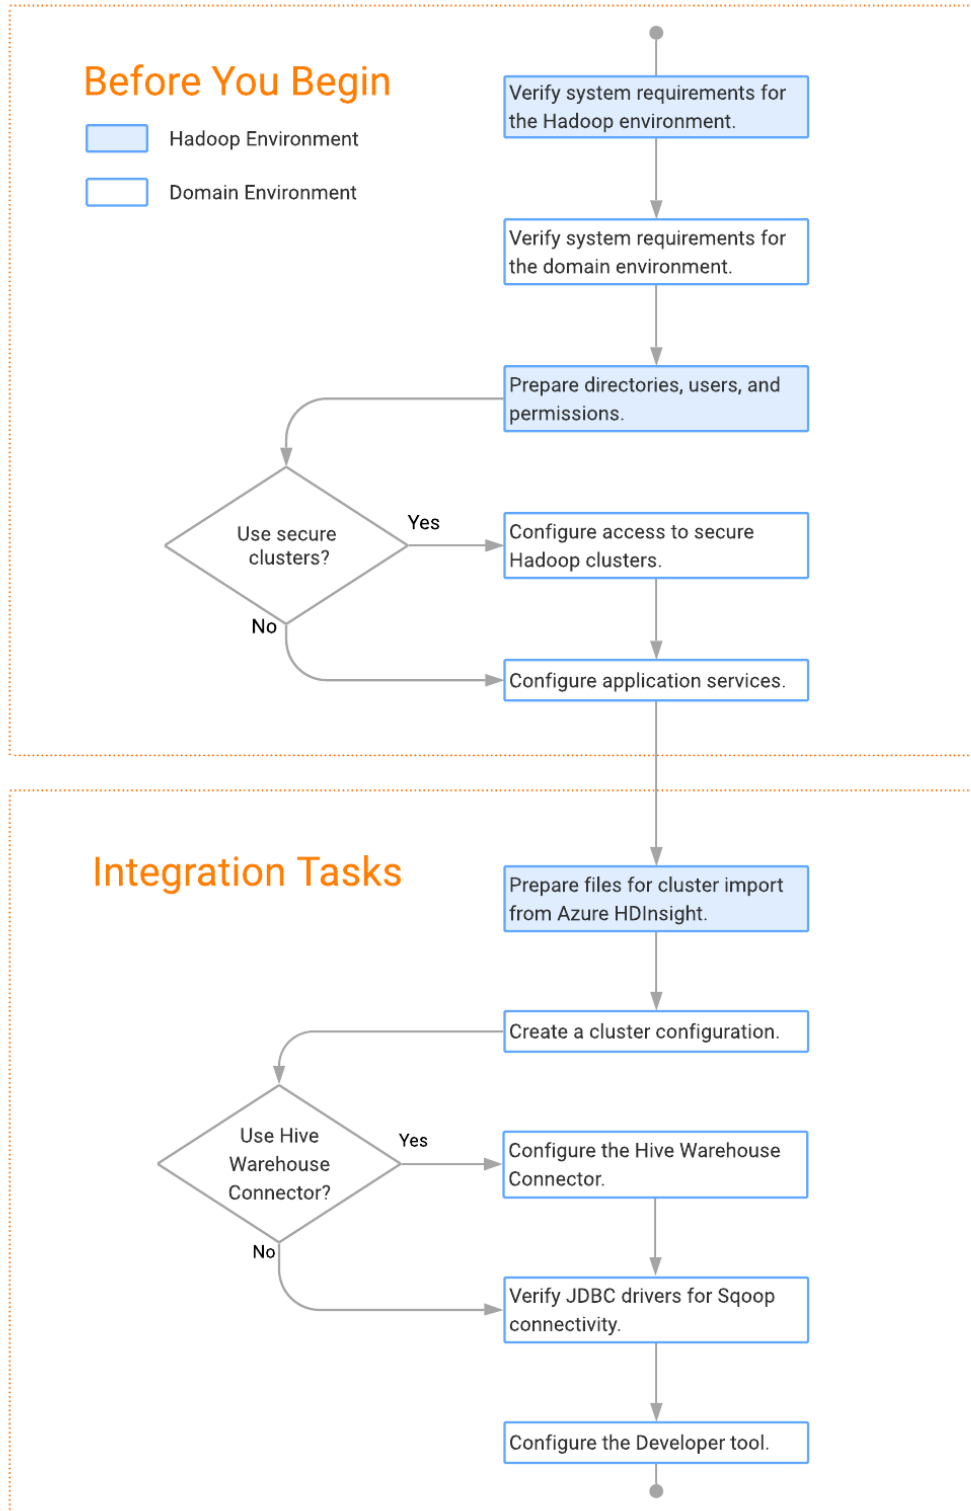 Before You Begin
Hadoop Environment
Domain Environment
Verify system requirements for
the Hadoop environment.
Verify system requirements for
the domain environment.
Prepare directories, users, and
permissions.
Use secure
clusters?
Yes
No
Configure access to secure
Hadoop clusters.
Configure application services.
Integration Tasks
Prepare files for cluster import
from Azure HDInsight.
Create a cluster configuration.
Use Hive
Warehouse
Connector?
Yes
No
Configure the Hive Warehouse
Connector.
Verify JDBC drivers for Sqoop
connectivity.
Configure the Developer tool.